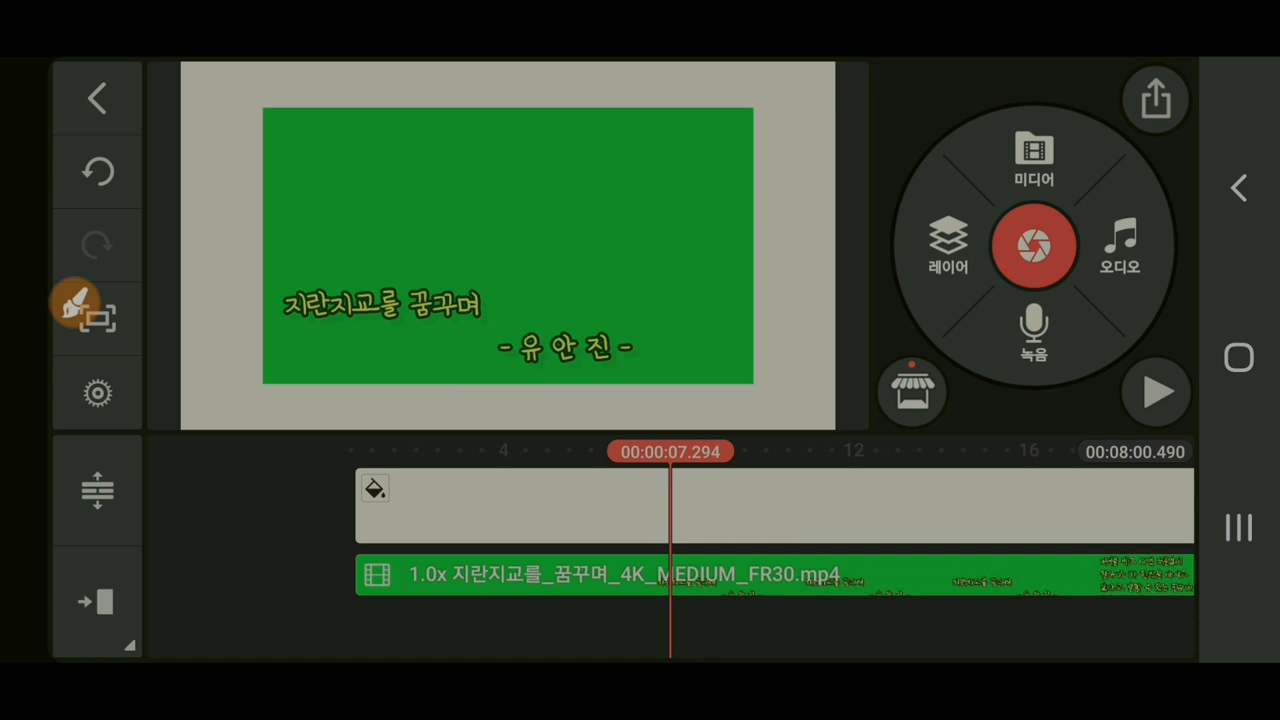 지란지교를 꿈꾸며
- 유 안 진 -
미디어
레이어
오디오
녹음
4
00:00:07.294
12
16
00:08:00.490
1.0x 지란지교를_꿈꾸며_4K_MEDIUM_FR30.mp4